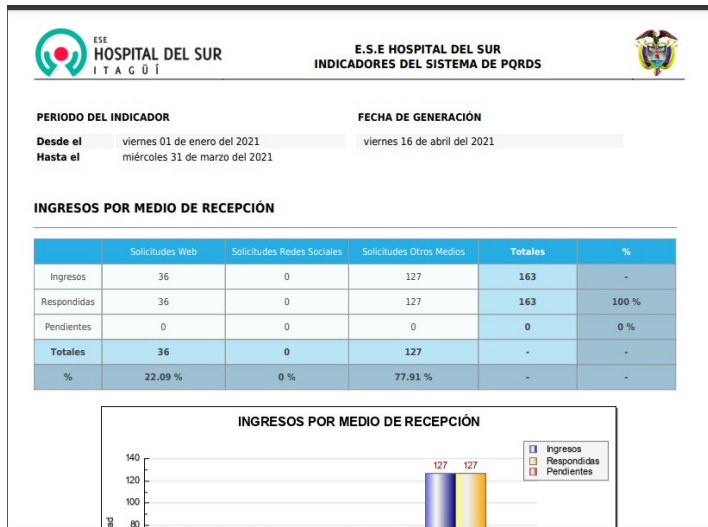 ESE
HOSPITAL DEL SUR
ITAGÜÍ
E.S.E HOSPITAL DEL SUR
INDICADORES DEL SISTEMA DE PQRDS
PERIODO DEL INDICADOR FECHA DE GENERACIÓN
Desde el viernes 01 de enero del 2021 viernes 16 de abril del 2021
Hasta el miércoles 31 de marzo del 2021
INGRESOS POR MEDIO DE RECEPCIÓN
Solicitudes Web Solicitudes Redes Sociales Solicitudes Otros Medios Totales %
Ingresos 36 0 127 163 -
Respondidas 36 0 127 163 100 %
Pendientes 0 0 0 0 0 %
Totales 36 0 127 - -
% 22.09 % 0 % 77.91 % - -
INGRESOS POR MEDIO DE RECEPCIÓN
Ingresos
Respondidas
Pendientes
127 127
140
120
100
80